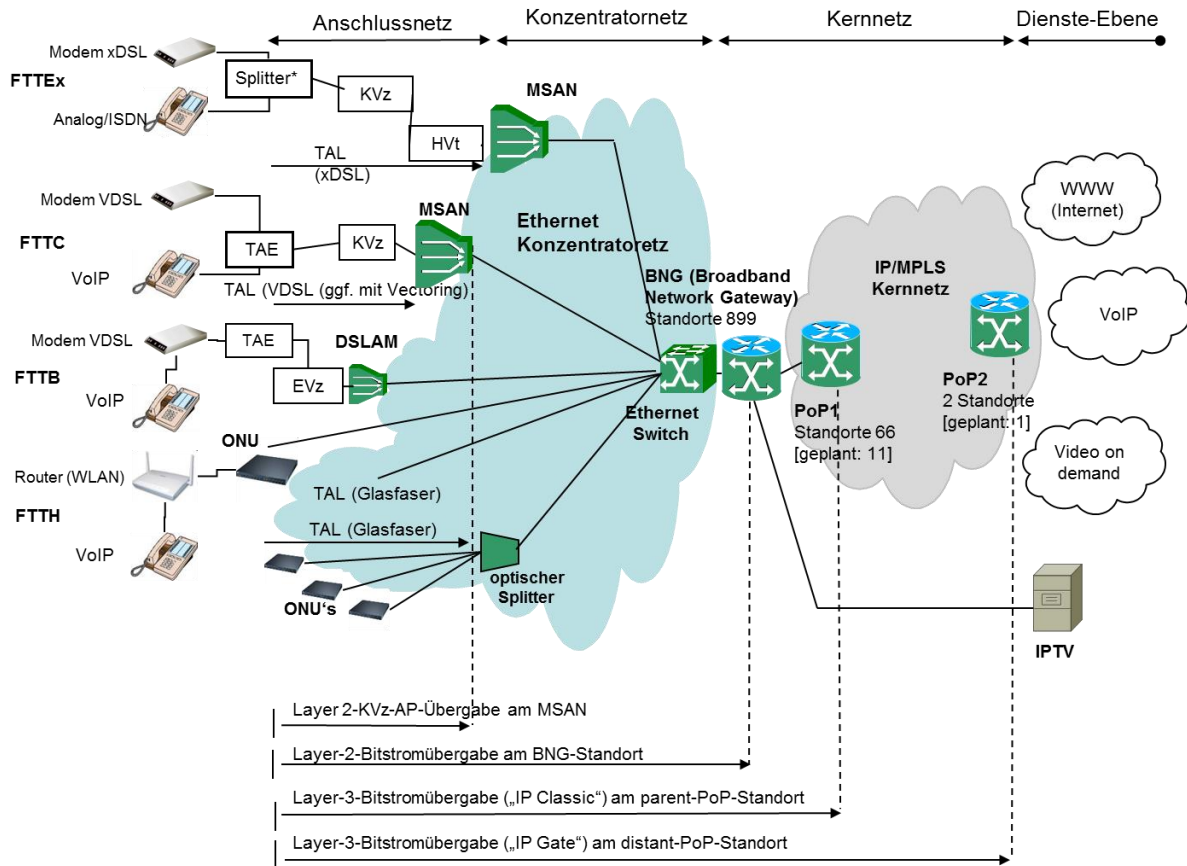 Anschlussnetz
Konzentratornetz
Kernnetz
Dienste-Ebene
Modem xDSL
FTTEx
Splitter*
KVz
Analog/ISDN
HVt
MSAN
TAL
(xDSL)
Modem VDSL
FTTC
TAE
KVz
MSAN
VoIP
TAL (VDSL (ggf. mit Vectoring)
Ethernet
Konzentratoretz
BNG (Broadband
Network Gateway)
Standorte 899
IP/MPLS
Kernnetz
WWW
(Internet)
VoIP
Modem VDSL
TAE
DSLAM
FTTB
EVz
VoIP
Ethernet
Switch
PoP1
Standorte 66
[geplant: 11]
PoP2
2 Standorte
[geplant: 1]
Video on
demand
ONU
Router (WLAN)
TAL (Glasfaser)
FTTH
TAL (Glasfaser)
VoIP
optischer
Splitter
ONU‘s
IPTV
Layer 2-KVz-AP-Übergabe am MSAN
Layer-2-Bitstromübergabe am BNG-Standort
Layer-3-Bitstromübergabe („IP Classic“) am parent-PoP-Standort
Layer-3-Bitstromübergabe („IP Gate“) am distant-PoP-Standort